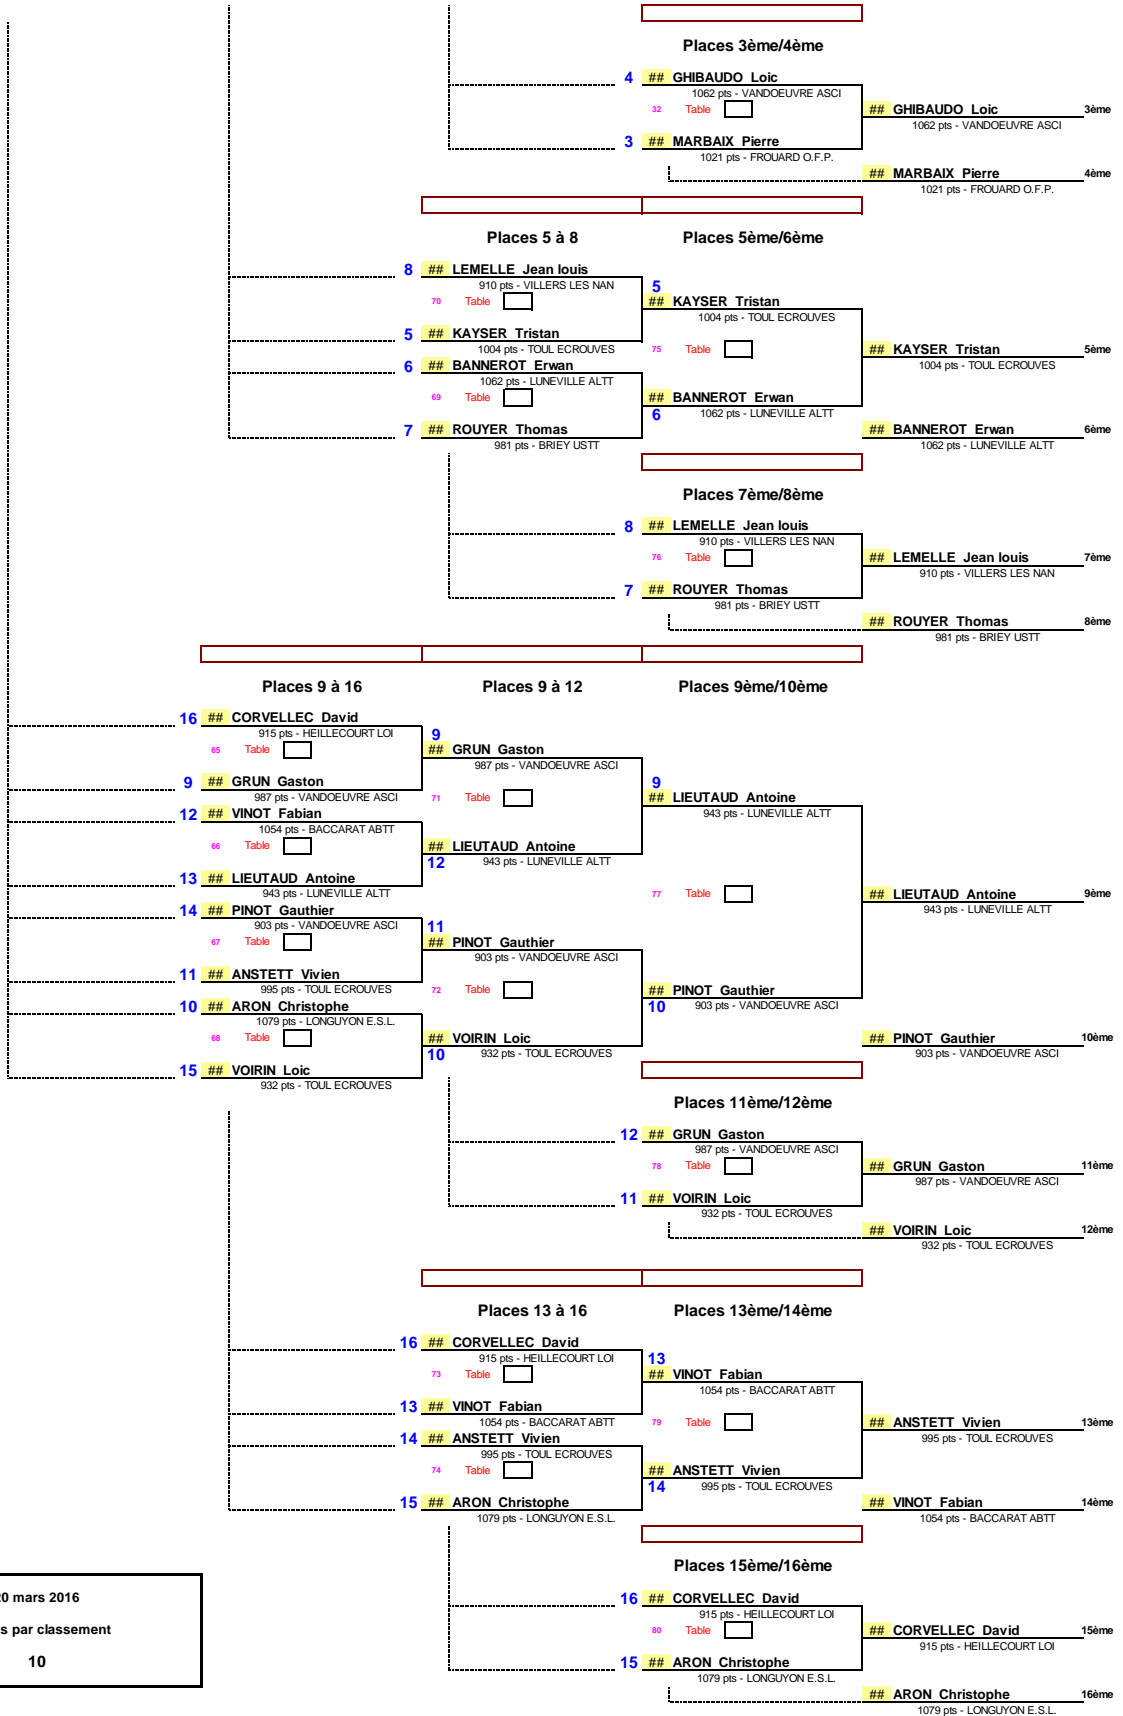 Places 3ème/4ème
4 ## GHIBAUDO Loic
1062 pts - VANDOEUVRE ASCI
32 Table
## GHIBAUDO Loic 3ème
1062 pts - VANDOEUVRE ASCI
3 ## MARBAIX Pierre
1021 pts - FROUARD O.F.P.
## MARBAIX Pierre 4ème
1021 pts - FROUARD O.F.P.
Places 5 à 8 Places 5ème/6ème
8 ## LEMELLE Jean louis
910 pts - VILLERS LES NAN
5
70 Table
## KAYSER Tristan
1004 pts - TOUL ECROUVES
5 ## KAYSER Tristan
1004 pts - TOUL ECROUVES
75 Table
## KAYSER Tristan 5ème
1004 pts - TOUL ECROUVES
6 ## BANNEROT Erwan
1062 pts - LUNEVILLE ALTT
69 Table
## BANNEROT Erwan
6
1062 pts - LUNEVILLE ALTT
7 ## ROUYER Thomas
981 pts - BRIEY USTT
## BANNEROT Erwan 6ème
1062 pts - LUNEVILLE ALTT
Places 7ème/8ème
8 ## LEMELLE Jean louis
910 pts - VILLERS LES NAN
76 Table
## LEMELLE Jean louis 7ème
910 pts - VILLERS LES NAN
7 ## ROUYER Thomas
981 pts - BRIEY USTT
## ROUYER Thomas 8ème
981 pts - BRIEY USTT
Places 9 à 16 Places 9 à 12 Places 9ème/10ème
16 ## CORVELLEC David
915 pts - HEILLECOURT LOI
9
65 Table
## GRUN Gaston
987 pts - VANDOEUVRE ASCI
9 ## GRUN Gaston
987 pts - VANDOEUVRE ASCI
71 Table
9
## LIEUTAUD Antoine
943 pts - LUNEVILLE ALTT
12 ## VINOT Fabian
1054 pts - BACCARAT ABTT
66 Table
## LIEUTAUD Antoine
12
943 pts - LUNEVILLE ALTT
13 ## LIEUTAUD Antoine
943 pts - LUNEVILLE ALTT
77 Table
## LIEUTAUD Antoine 9ème
943 pts - LUNEVILLE ALTT
14 ## PINOT Gauthier
903 pts - VANDOEUVRE ASCI
11
67 Table
## PINOT Gauthier
903 pts - VANDOEUVRE ASCI
11 ## ANSTETT Vivien
995 pts - TOUL ECROUVES
72 Table
## PINOT Gauthier
10
903 pts - VANDOEUVRE ASCI
10 ## ARON Christophe
1079 pts - LONGUYON E.S.L.
68 Table
## VOIRIN Loic
10
932 pts - TOUL ECROUVES
## PINOT Gauthier 10ème
903 pts - VANDOEUVRE ASCI
15 ## VOIRIN Loic
932 pts - TOUL ECROUVES
Places 11ème/12ème
12 ## GRUN Gaston
987 pts - VANDOEUVRE ASCI
78 Table
## GRUN Gaston 11ème
987 pts - VANDOEUVRE ASCI
11 ## VOIRIN Loic
932 pts - TOUL ECROUVES
## VOIRIN Loic 12ème
932 pts - TOUL ECROUVES
Places 13 à 16 Places 13ème/14ème
16 ## CORVELLEC David
915 pts - HEILLECOURT LOI
13
73 Table
## VINOT Fabian
1054 pts - BACCARAT ABTT
13 ## VINOT Fabian
1054 pts - BACCARAT ABTT
79 Table
## ANSTETT Vivien 13ème
995 pts - TOUL ECROUVES
14 ## ANSTETT Vivien
995 pts - TOUL ECROUVES
74 Table
## ANSTETT Vivien
14
995 pts - TOUL ECROUVES
15 ## ARON Christophe
1079 pts - LONGUYON E.S.L.
## VINOT Fabian 14ème
1054 pts - BACCARAT ABTT
Places 15ème/16ème
16 ## CORVELLEC David
915 pts - HEILLECOURT LOI
80 Table
## CORVELLEC David 15ème
915 pts - HEILLECOURT LOI
15 ## ARON Christophe
1079 pts - LONGUYON E.S.L.
## ARON Christophe 16ème
1079 pts - LONGUYON E.S.L.
0 mars 2016
s par classement
10